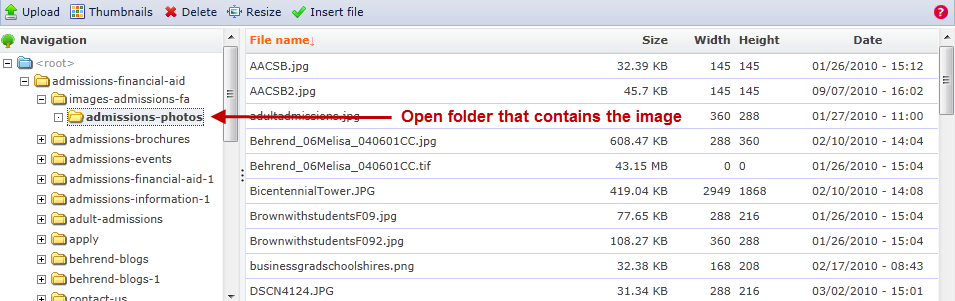 Upload Thumbnails Delete Resize Insert file ?
Navigation
<root>
admissions-financial-aid
images-admissions-fa
admissions-photos
admissions-brochures
admissions-events
admissions-financial-aid-1
admissions-information-1
adult-admissions
apply
behrend-blogs
behrend-blogs-1
contact-us
File name↓ Size Width Height Date
AACSB.jpg 32.39 KB 145 145 01/26/2010 - 15:12
AACSB2.jpg 45.7 KB 145 145 09/07/2010 - 16:02
Open folder that contains the image
adultadmissions.jpg 360 288 01/27/2010 - 11:00
Behrend_06Melisa_040601CC.jpg 608.47 KB 288 360 02/10/2010 - 14:04
Behrend_06Melisa_040601CC.tif 43.15 MB 0 0 01/26/2010 - 15:04
BicentennialTower.JPG 419.04 KB 2949 1868 02/10/2010 - 14:08
BrownwithstudentsF09.jpg 77.65 KB 288 216 01/26/2010 - 15:04
BrownwithstudentsF092.jpg 108.27 KB 360 288 01/26/2010 - 15:04
businessgradschoolshires.png 32.38 KB 168 208 02/17/2010 - 08:43
DSCN4124.JPG 31.34 KB 288 216 03/02/2010 - 15:01